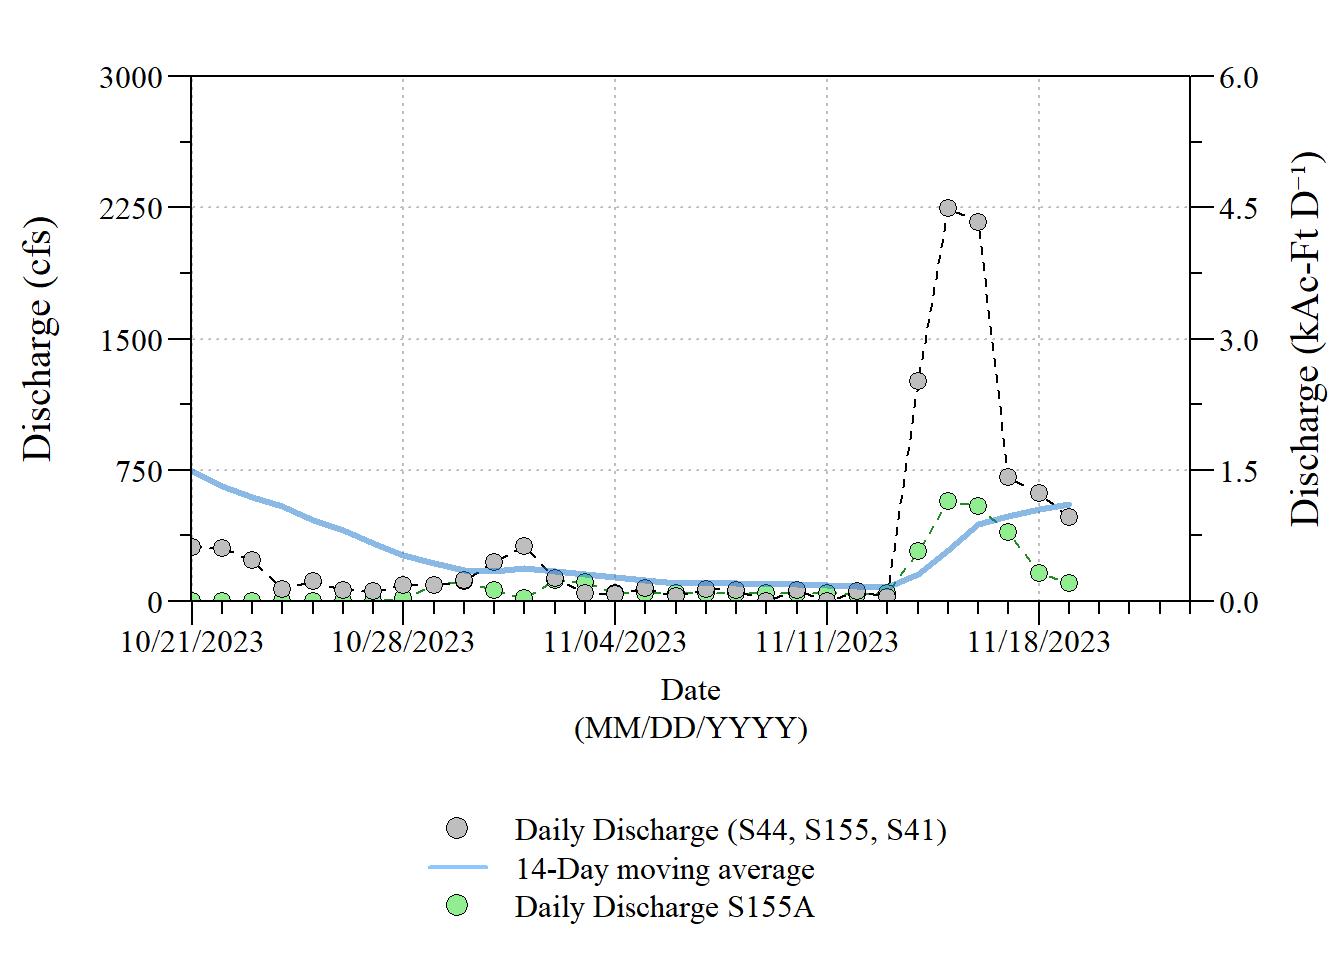 3000
2250
1500
750
0
6.0
4.5
3.0
1.5
0.0
Discharge (cfs)
Discharge (kAc-Ft D⁻¹)
10/21/2023
10/28/2023
11/04/2023
11/11/2023
11/18/2023
Date
(MM/DD/YYYY)
Daily Discharge (S44, S155, S41)
14-Day moving average
Daily Discharge S155A